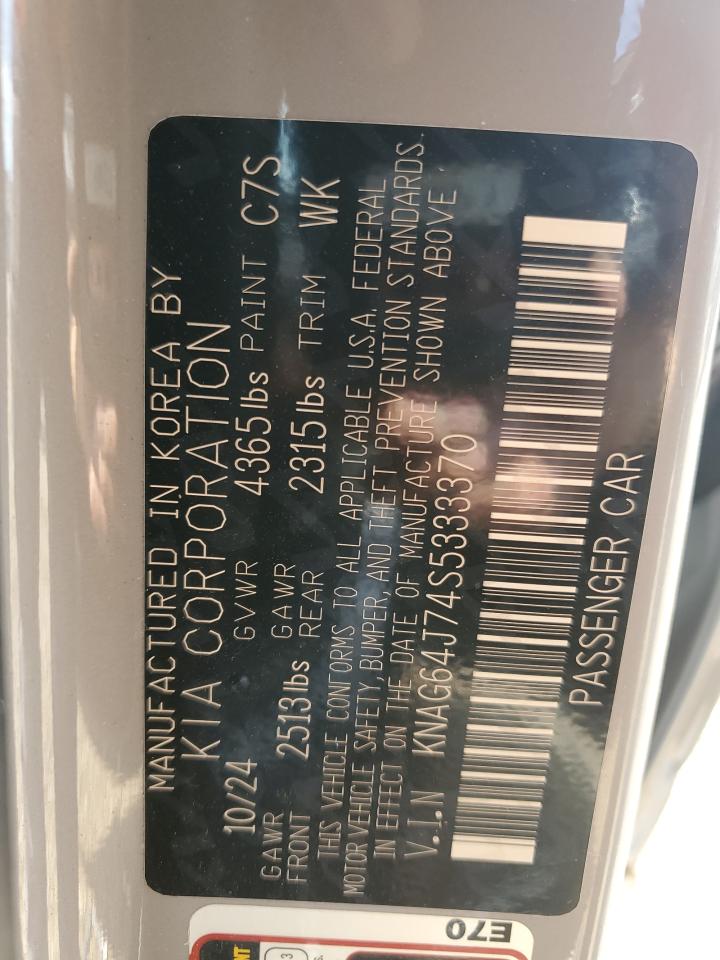 MANUFACTURED IN KOREA BY
KIA CORPORATION
10/24 GVWR 4365lbs PAINT C7S
GAWR FRONT 2513lbs GAWR REAR 2315lbs TRIM WK
THIS VEHICLE CONFORMS TO ALL APPLICABLE U.S.A. FEDERAL
MOTOR VEHICLE SAFETY, BUMPER, AND THEFT PREVENTION STANDARDS.
IN EFFECT ON THE DATE OF MANUFACTURE SHOWN ABOVE
V.I.N KNAG64J74S5333370
PASSENGER CAR
E70